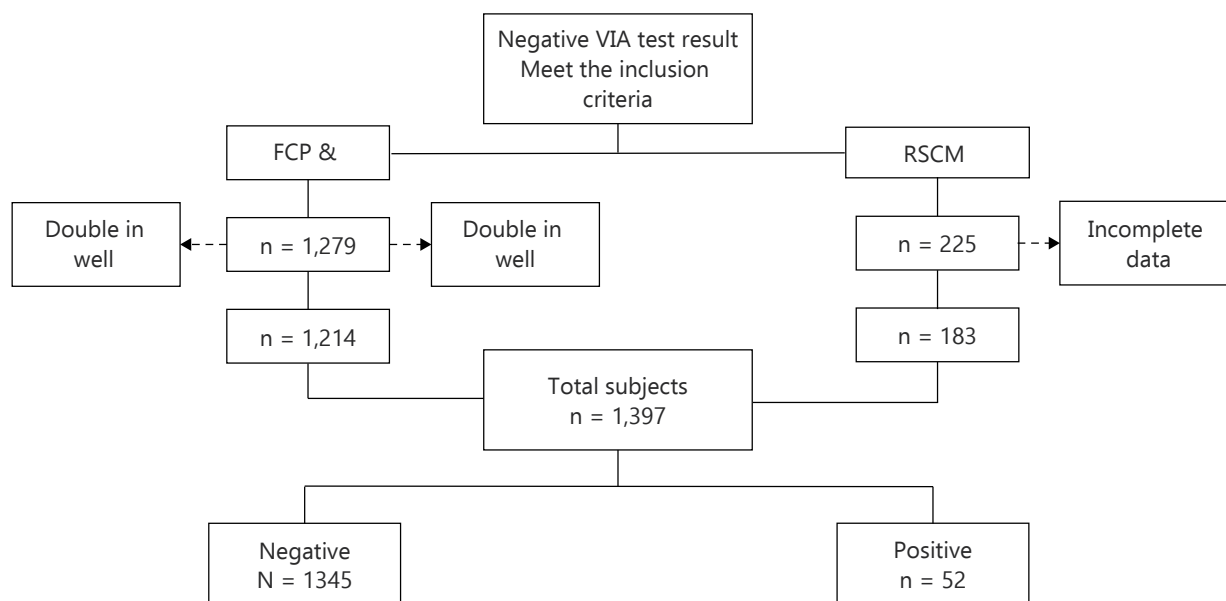 Negative VIA test result
Meet the inclusion
criteria
FCP &
RSCM
Double in
well
n = 1,279
Double in
well
n = 225
Incomplete
data
n = 1,214
n = 183
Total subjects
n = 1,397
Negative
N = 1345
Positive
n = 52